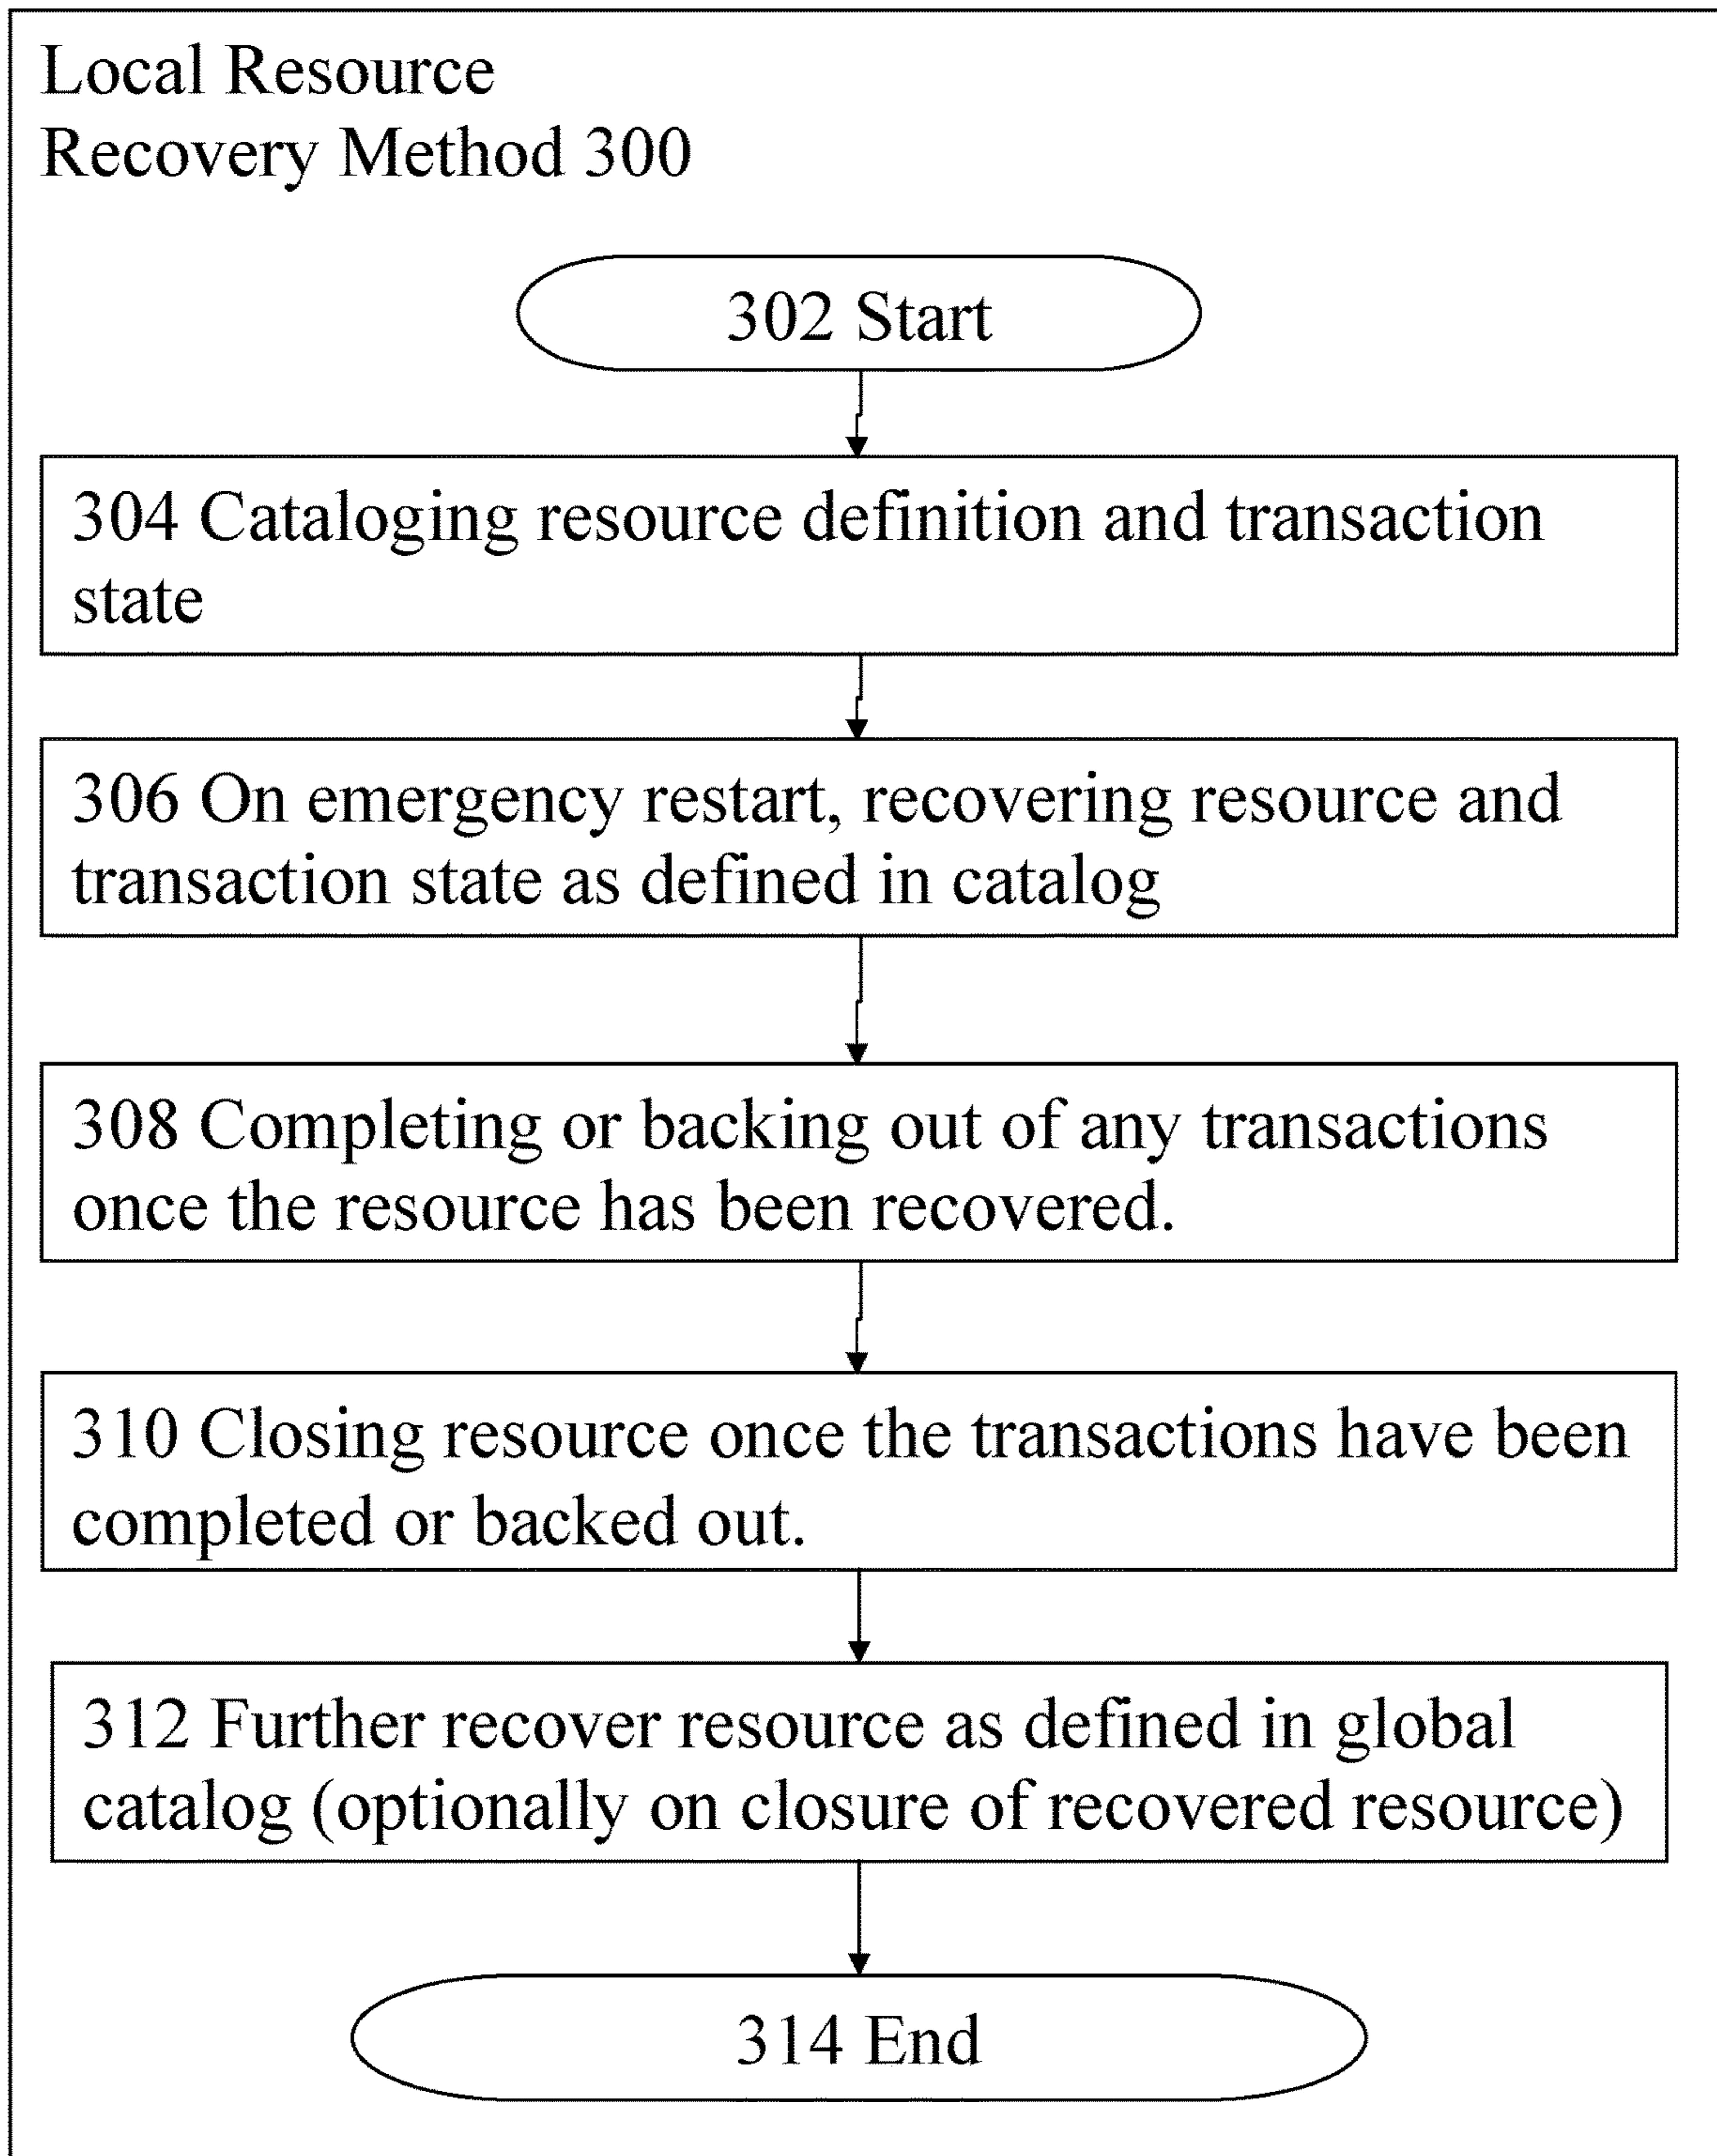 Local Resource
Recovery Method 300
302 Start
304 Cataloging resource definition and transaction
state
306 On emergency restart, recovering resource and
transaction state as defined in catalog
308 Completing or backing out of any transactions
once the resource has been recovered.
310 Closing resource once the transactions have been
completed or backed out.
312 Further recover resource as defined in global
catalog (optionally on closure of recovered resource)
314 End